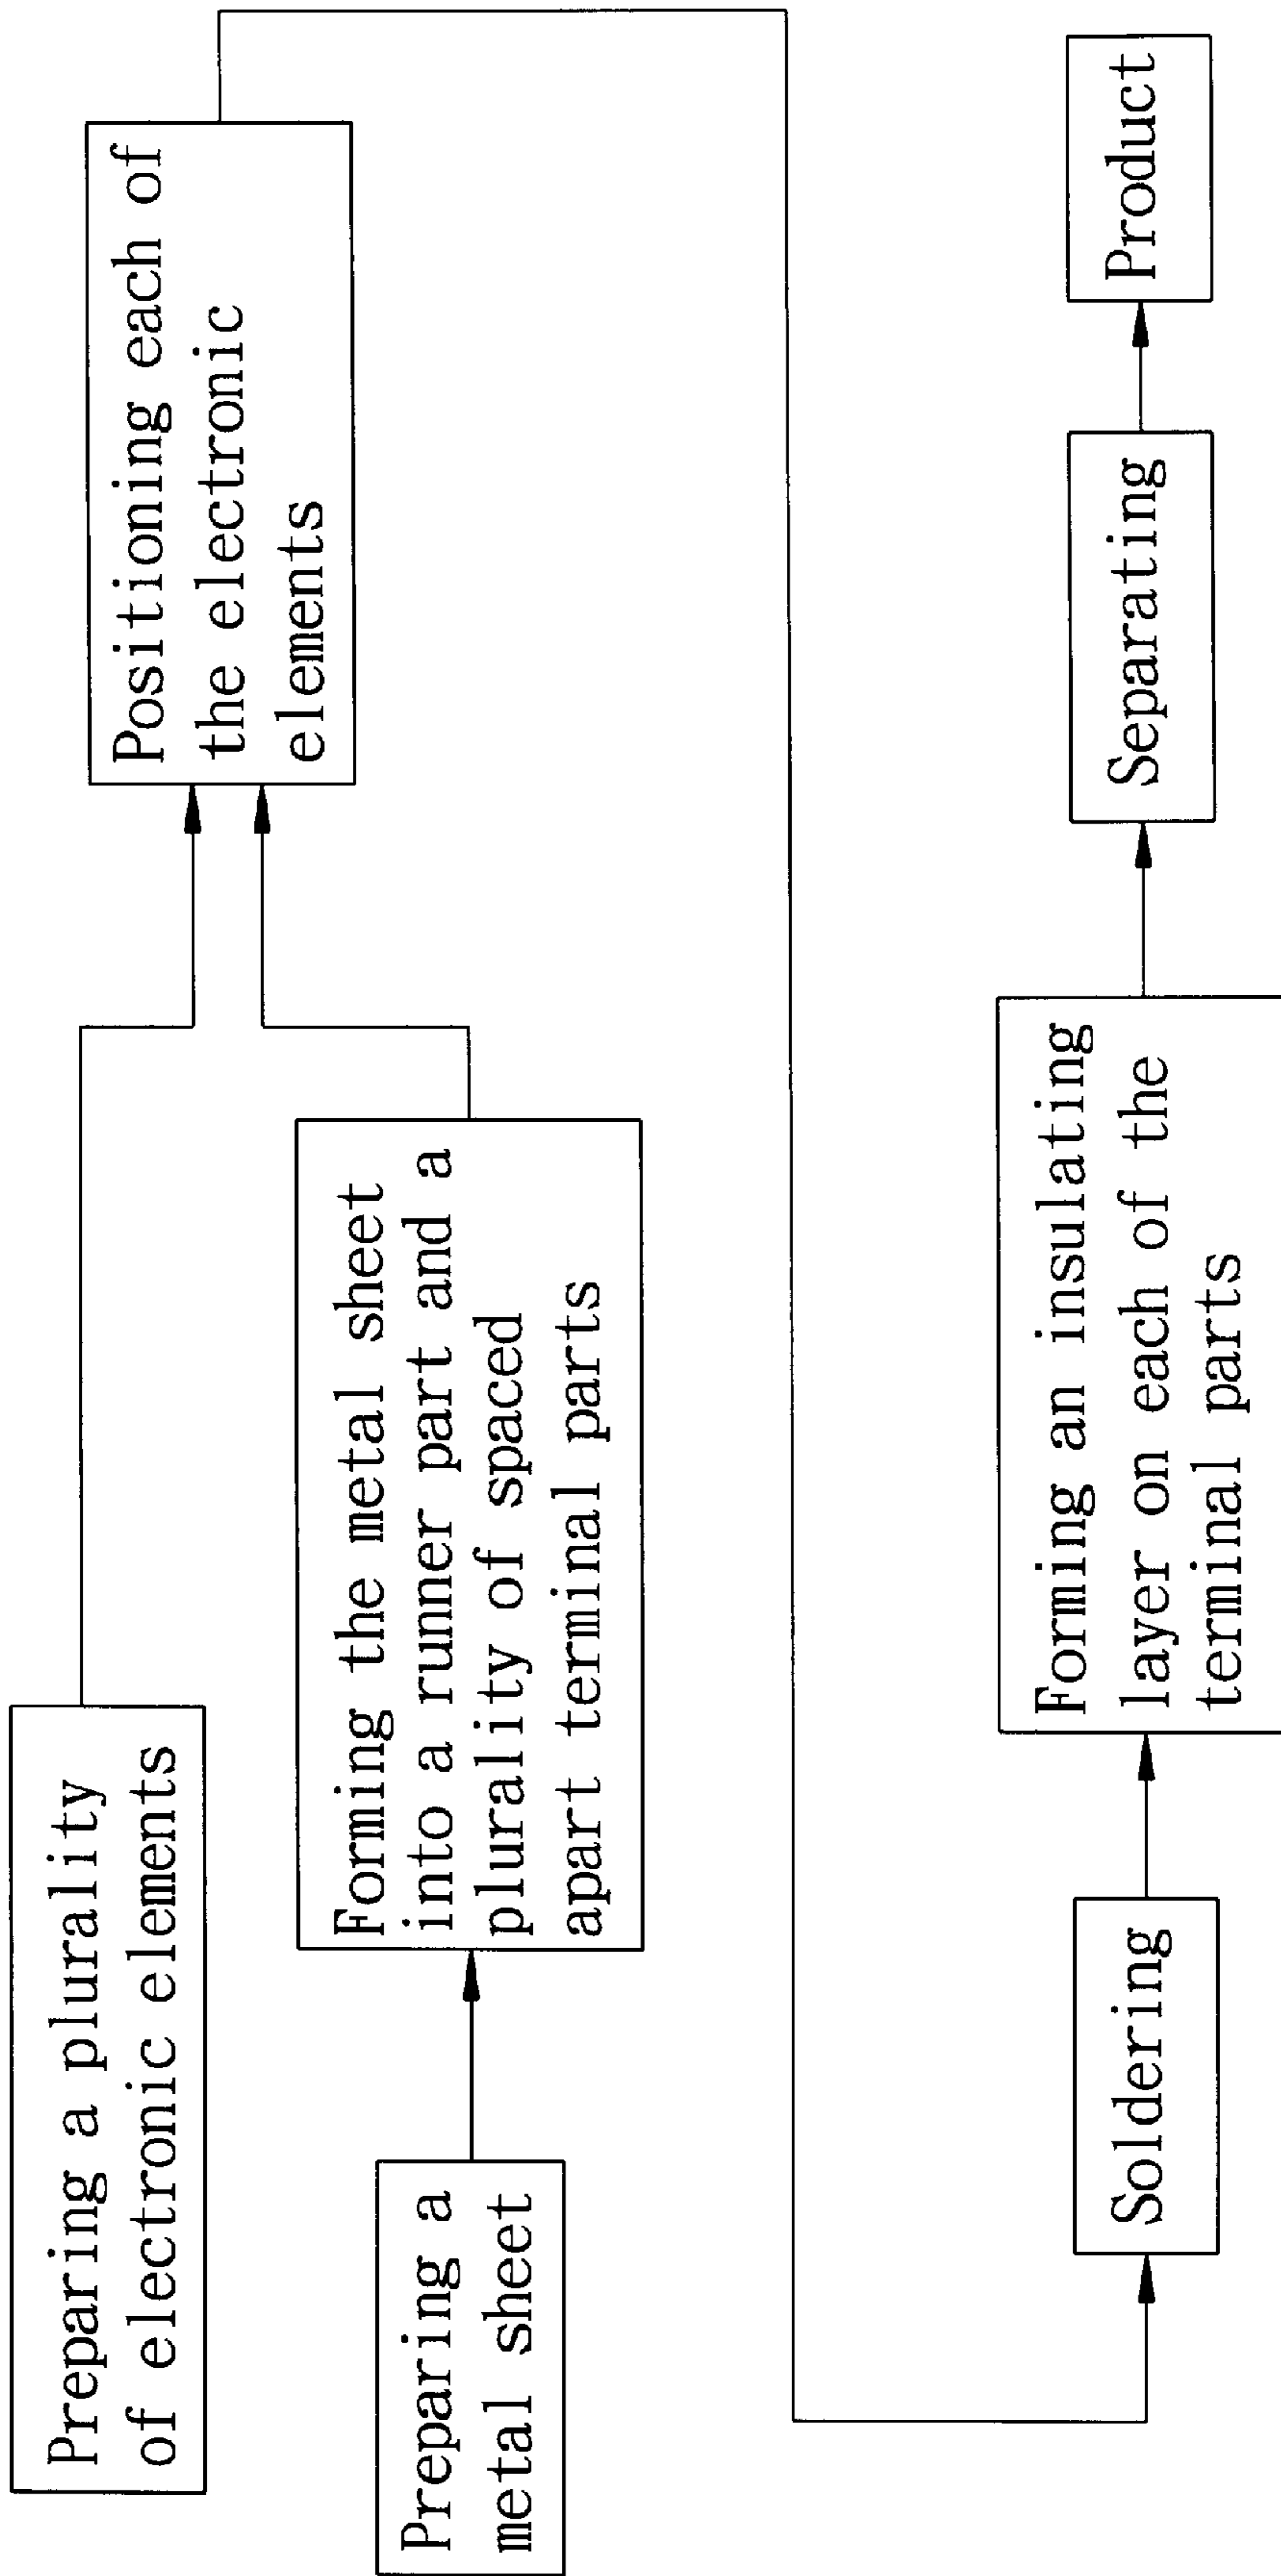 Preparing a plurality
of electronic elements
Preparing a
metal sheet
Forming the metal sheet
into a runner part and a
plurality of spaced
apart terminal parts
Positioning each of
the electronic
elements
Soldering
Forming an insulating
layer on each of the
terminal parts
Separating
Product